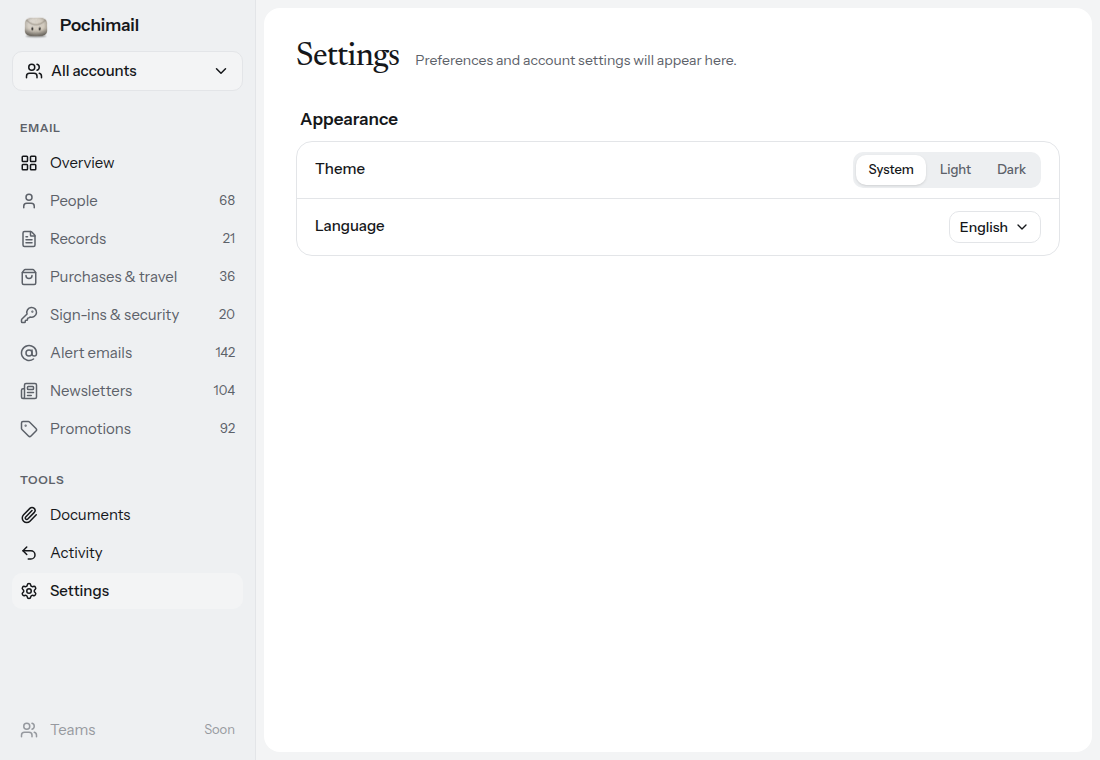 Pochimail
All accounts
EMAIL
Overview
People 68
Records 21
Purchases & travel 36
Sign-ins & security 20
Alert emails 142
Newsletters 104
Promotions 92
TOOLS
Documents
Activity
Settings
Teams Soon
Settings Preferences and account settings will appear here.
Appearance
Theme System Light Dark
Language English